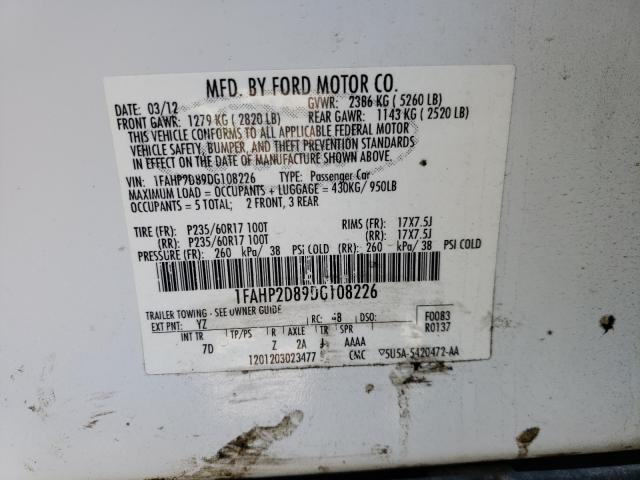 MFD. BY FORD MOTOR CO.
DATE: 03/12 GVWR: 2386 KG ( 5260 LB)
FRONT GAWR: 1279 KG ( 2820 LB) REAR GAWR: 1143 KG ( 2520 LB)
THIS VEHICLE CONFORMS TO ALL APPLICABLE FEDERAL MOTOR
VEHICLE SAFETY, BUMPER, AND THEFT PREVENTION STANDARDS
IN EFFECT ON THE DATE OF MANUFACTURE SHOWN ABOVE.
VIN: 1FAHP2D89DG108226 TYPE: Passenger Car
MAXIMUM LOAD = OCCUPANTS + LUGGAGE = 430KG/ 950LB
OCCUPANTS = 5 TOTAL: 2 FRONT, 3 REAR
TIRE (FR): P235/60R17 100T RIMS (FR): 17X7.5J
(RR): P235/60R17 100T (RR): 17X7.5J
PRESSURE (FR): 260 kPa/ 38 PSI COLD (RR): 260 kPa/ 38 PSI COLD
1FAHP2D89DG108226
TRAILER TOWING - SEE OWNER GUIDE
EXT PNT: YZ RC: 48 DSO: F0083
INT TR TP/PS R AXLE TR SPR R0137
7D Z 2A J AAAA
1201203023477 CMC ▽5U5A-5420472-AA